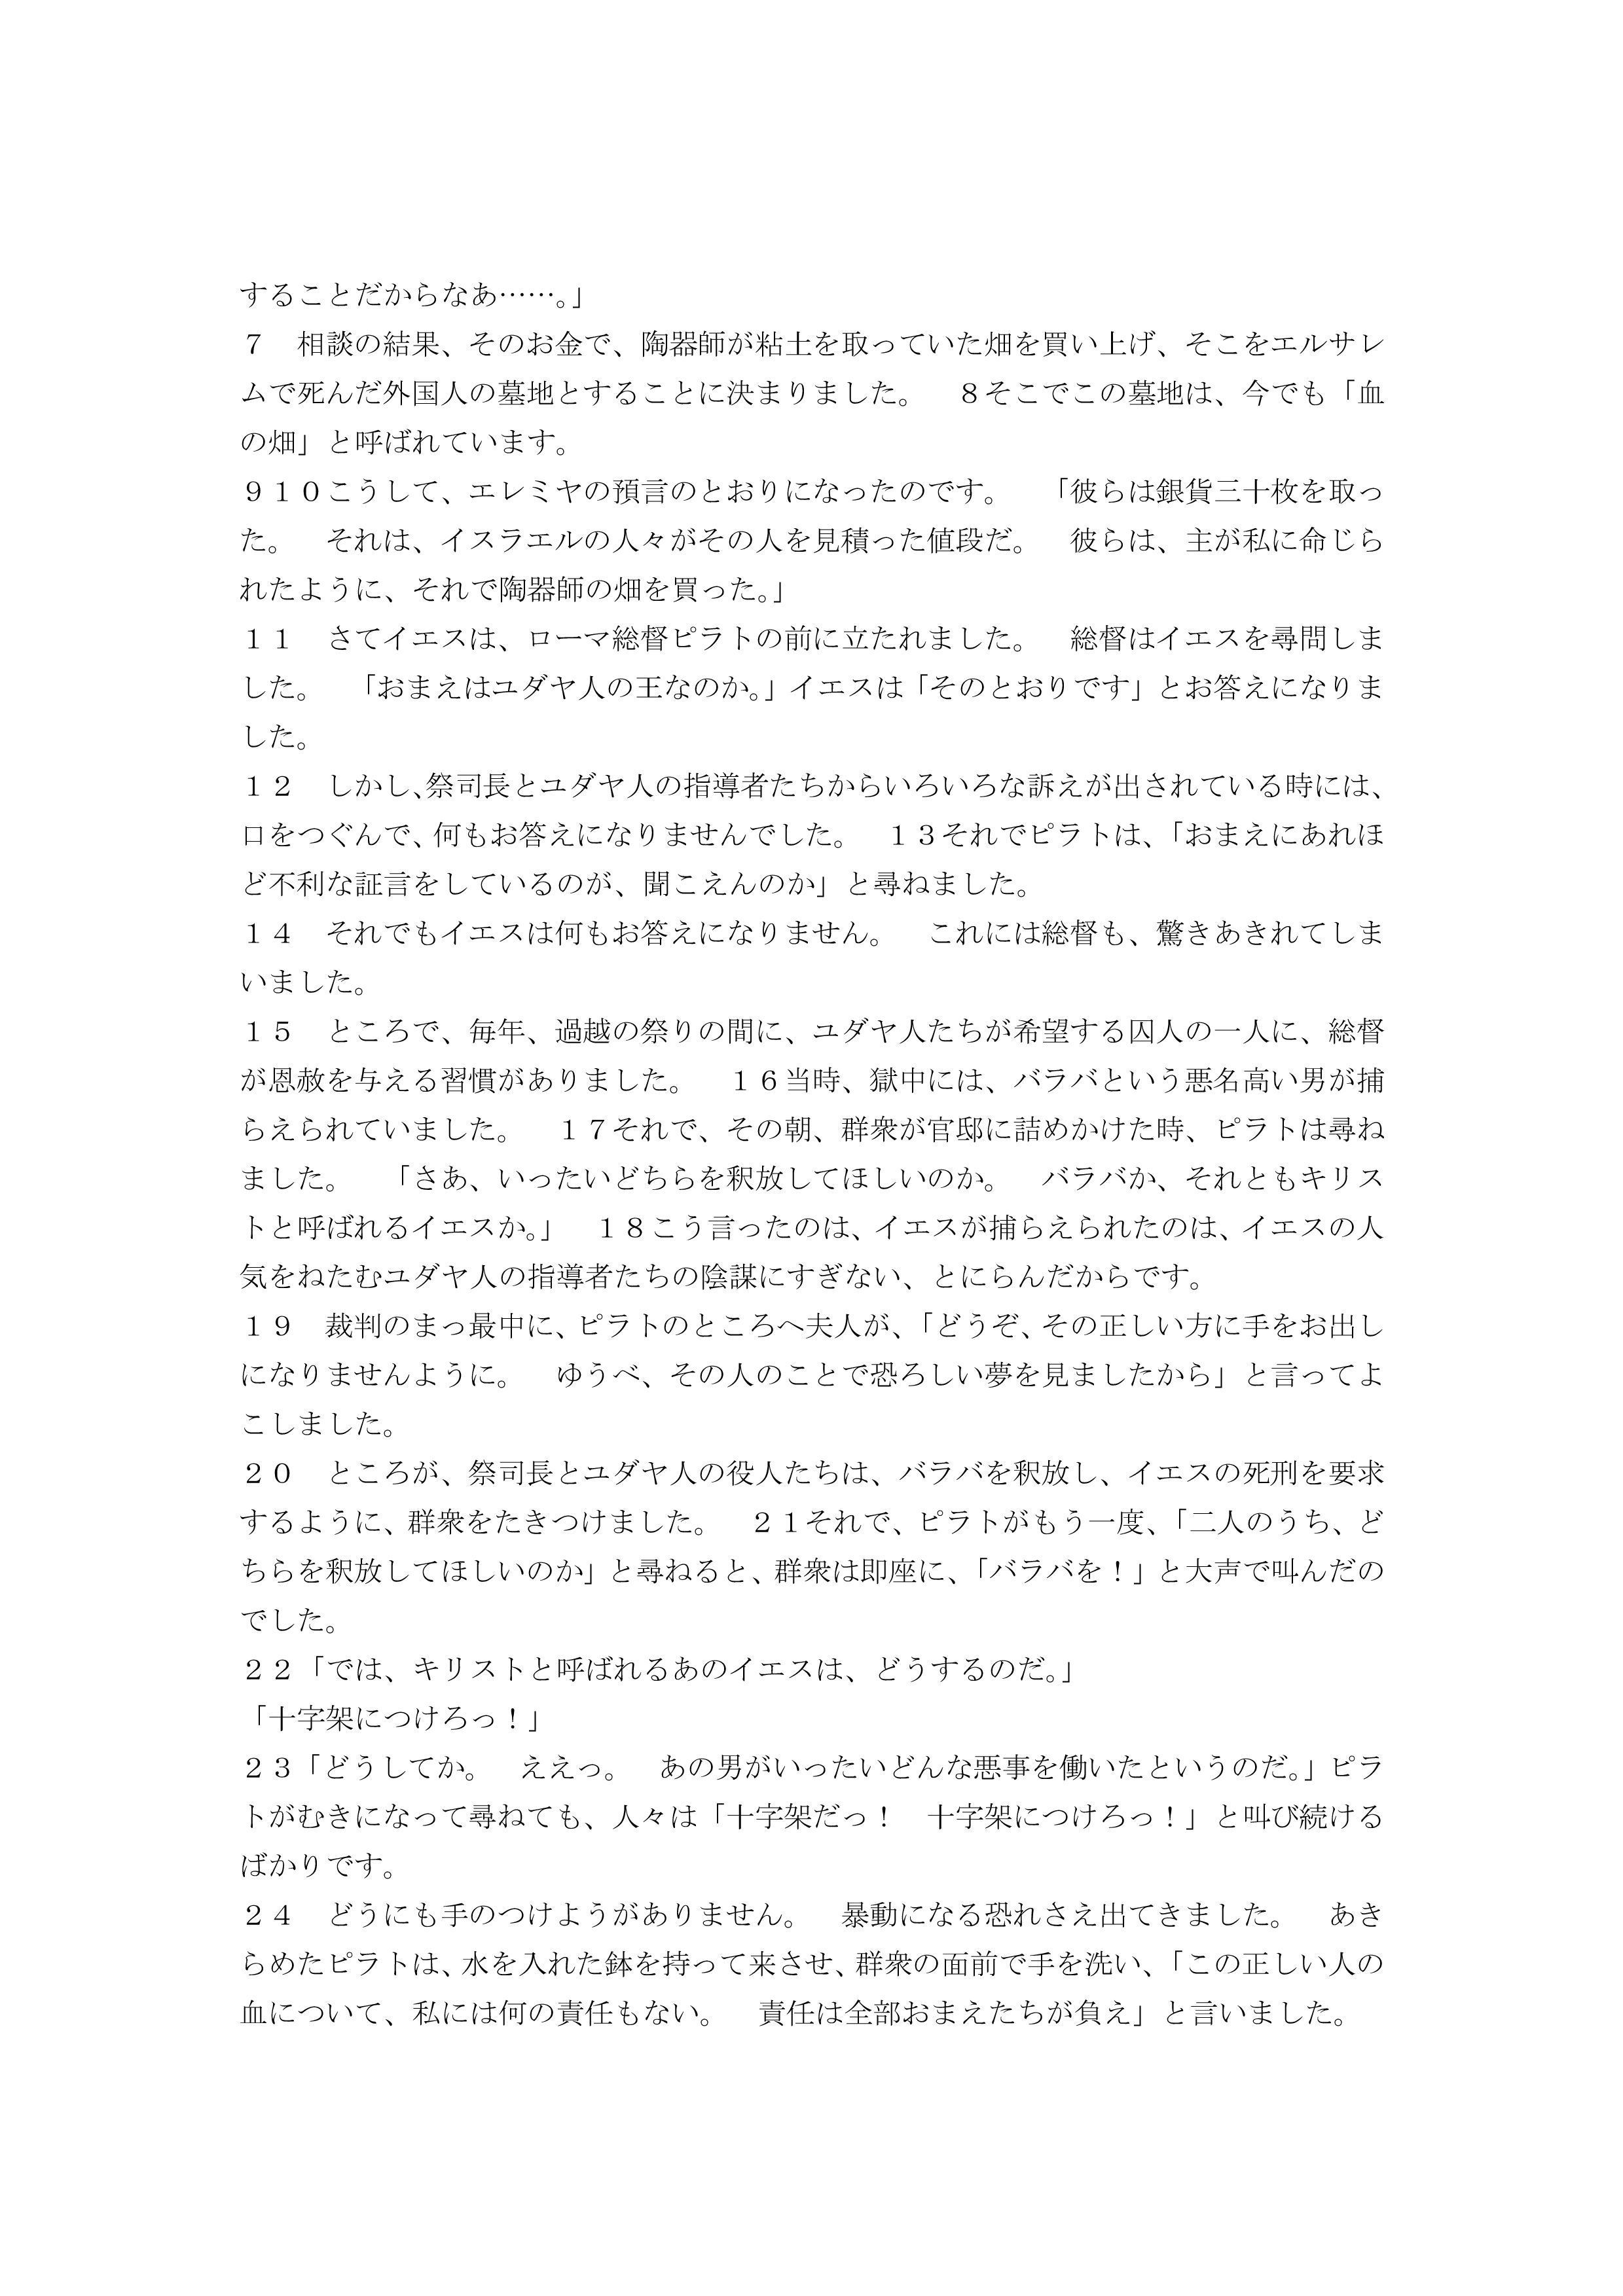 することだからなあ……。」
７　相談の結果、そのお金で、陶器師が粘土を取っていた畑を買い上げ、そこをエルサレ
ムで死んだ外国人の墓地とすることに決まりました。　８そこでこの墓地は、今でも「血
の畑」と呼ばれています。
９１０こうして、エレミヤの預言のとおりになったのです。　「彼らは銀貨三十枚を取っ
た。　それは、イスラエルの人々がその人を見積った値段だ。　彼らは、主が私に命じら
れたように、それで陶器師の畑を買った。」
１１　さてイエスは、ローマ総督ピラトの前に立たれました。　総督はイエスを尋問しま
した。　「おまえはユダヤ人の王なのか。」イエスは「そのとおりです」とお答えになりま
した。
１２　しかし、祭司長とユダヤ人の指導者たちからいろいろな訴えが出されている時には、
口をつぐんで、何もお答えになりませんでした。　１３それでピラトは、「おまえにあれほ
ど不利な証言をしているのが、聞こえんのか」と尋ねました。
１４　それでもイエスは何もお答えになりません。　これには総督も、驚きあきれてしま
いました。
１５　ところで、毎年、過越の祭りの間に、ユダヤ人たちが希望する囚人の一人に、総督
が恩赦を与える習慣がありました。　１６当時、獄中には、バラバという悪名高い男が捕
らえられていました。　１７それで、その朝、群衆が官邸に詰めかけた時、ピラトは尋ね
ました。　「さあ、いったいどちらを釈放してほしいのか。　バラバか、それともキリス
トと呼ばれるイエスか。」　１８こう言ったのは、イエスが捕らえられたのは、イエスの人
気をねたむユダヤ人の指導者たちの陰謀にすぎない、とにらんだからです。
１９　裁判のまっ最中に、ピラトのところへ夫人が、「どうぞ、その正しい方に手をお出し
になりませんように。　ゆうべ、その人のことで恐ろしい夢を見ましたから」と言ってよ
こしました。
２０　ところが、祭司長とユダヤ人の役人たちは、バラバを釈放し、イエスの死刑を要求
するように、群衆をたきつけました。　２１それで、ピラトがもう一度、「二人のうち、ど
ちらを釈放してほしいのか」と尋ねると、群衆は即座に、「バラバを！」と大声で叫んだの
でした。
２２「では、キリストと呼ばれるあのイエスは、どうするのだ。」
「十字架につけろっ！」
２３「どうしてか。　ええっ。　あの男がいったいどんな悪事を働いたというのだ。」ピラ
トがむきになって尋ねても、人々は「十字架だっ！　十字架につけろっ！」と叫び続ける
ばかりです。
２４　どうにも手のつけようがありません。　暴動になる恐れさえ出てきました。　あき
らめたピラトは、水を入れた鉢を持って来させ、群衆の面前で手を洗い、「この正しい人の
血について、私には何の責任もない。　責任は全部おまえたちが負え」と言いました。